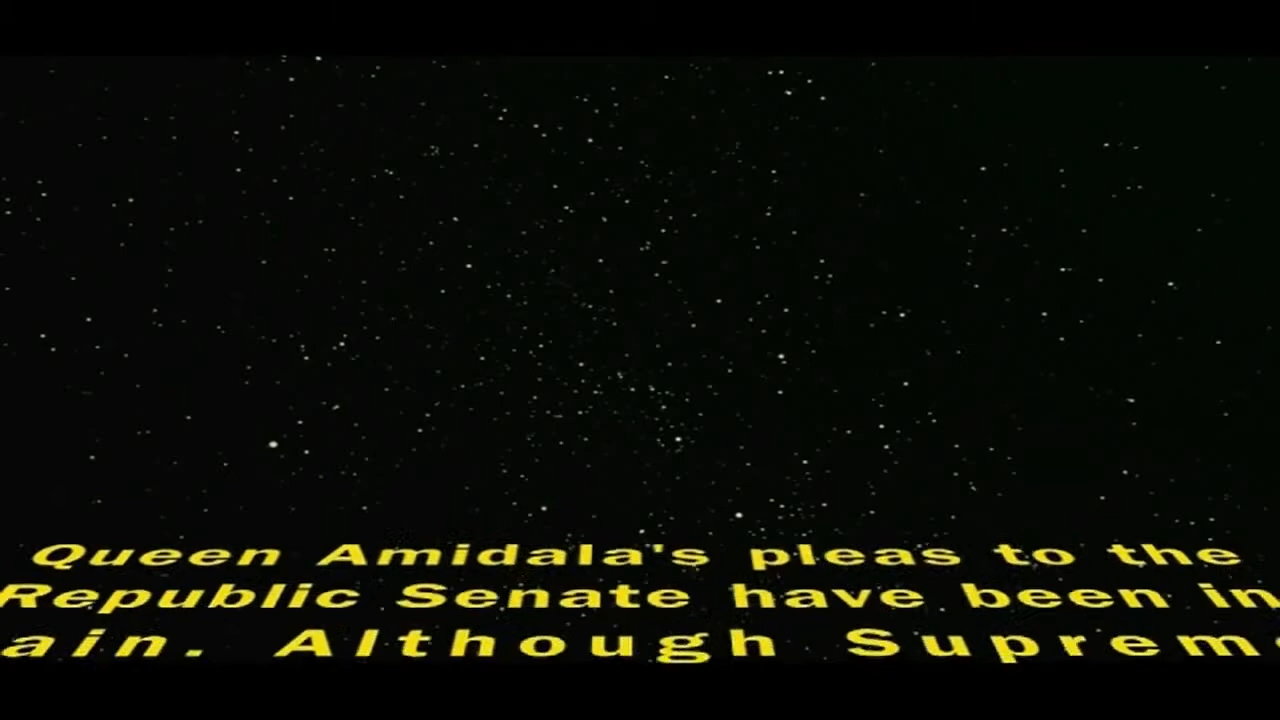 Queen Amidala's pleas to the
Republic Senate have been in
ain. Although Suprem